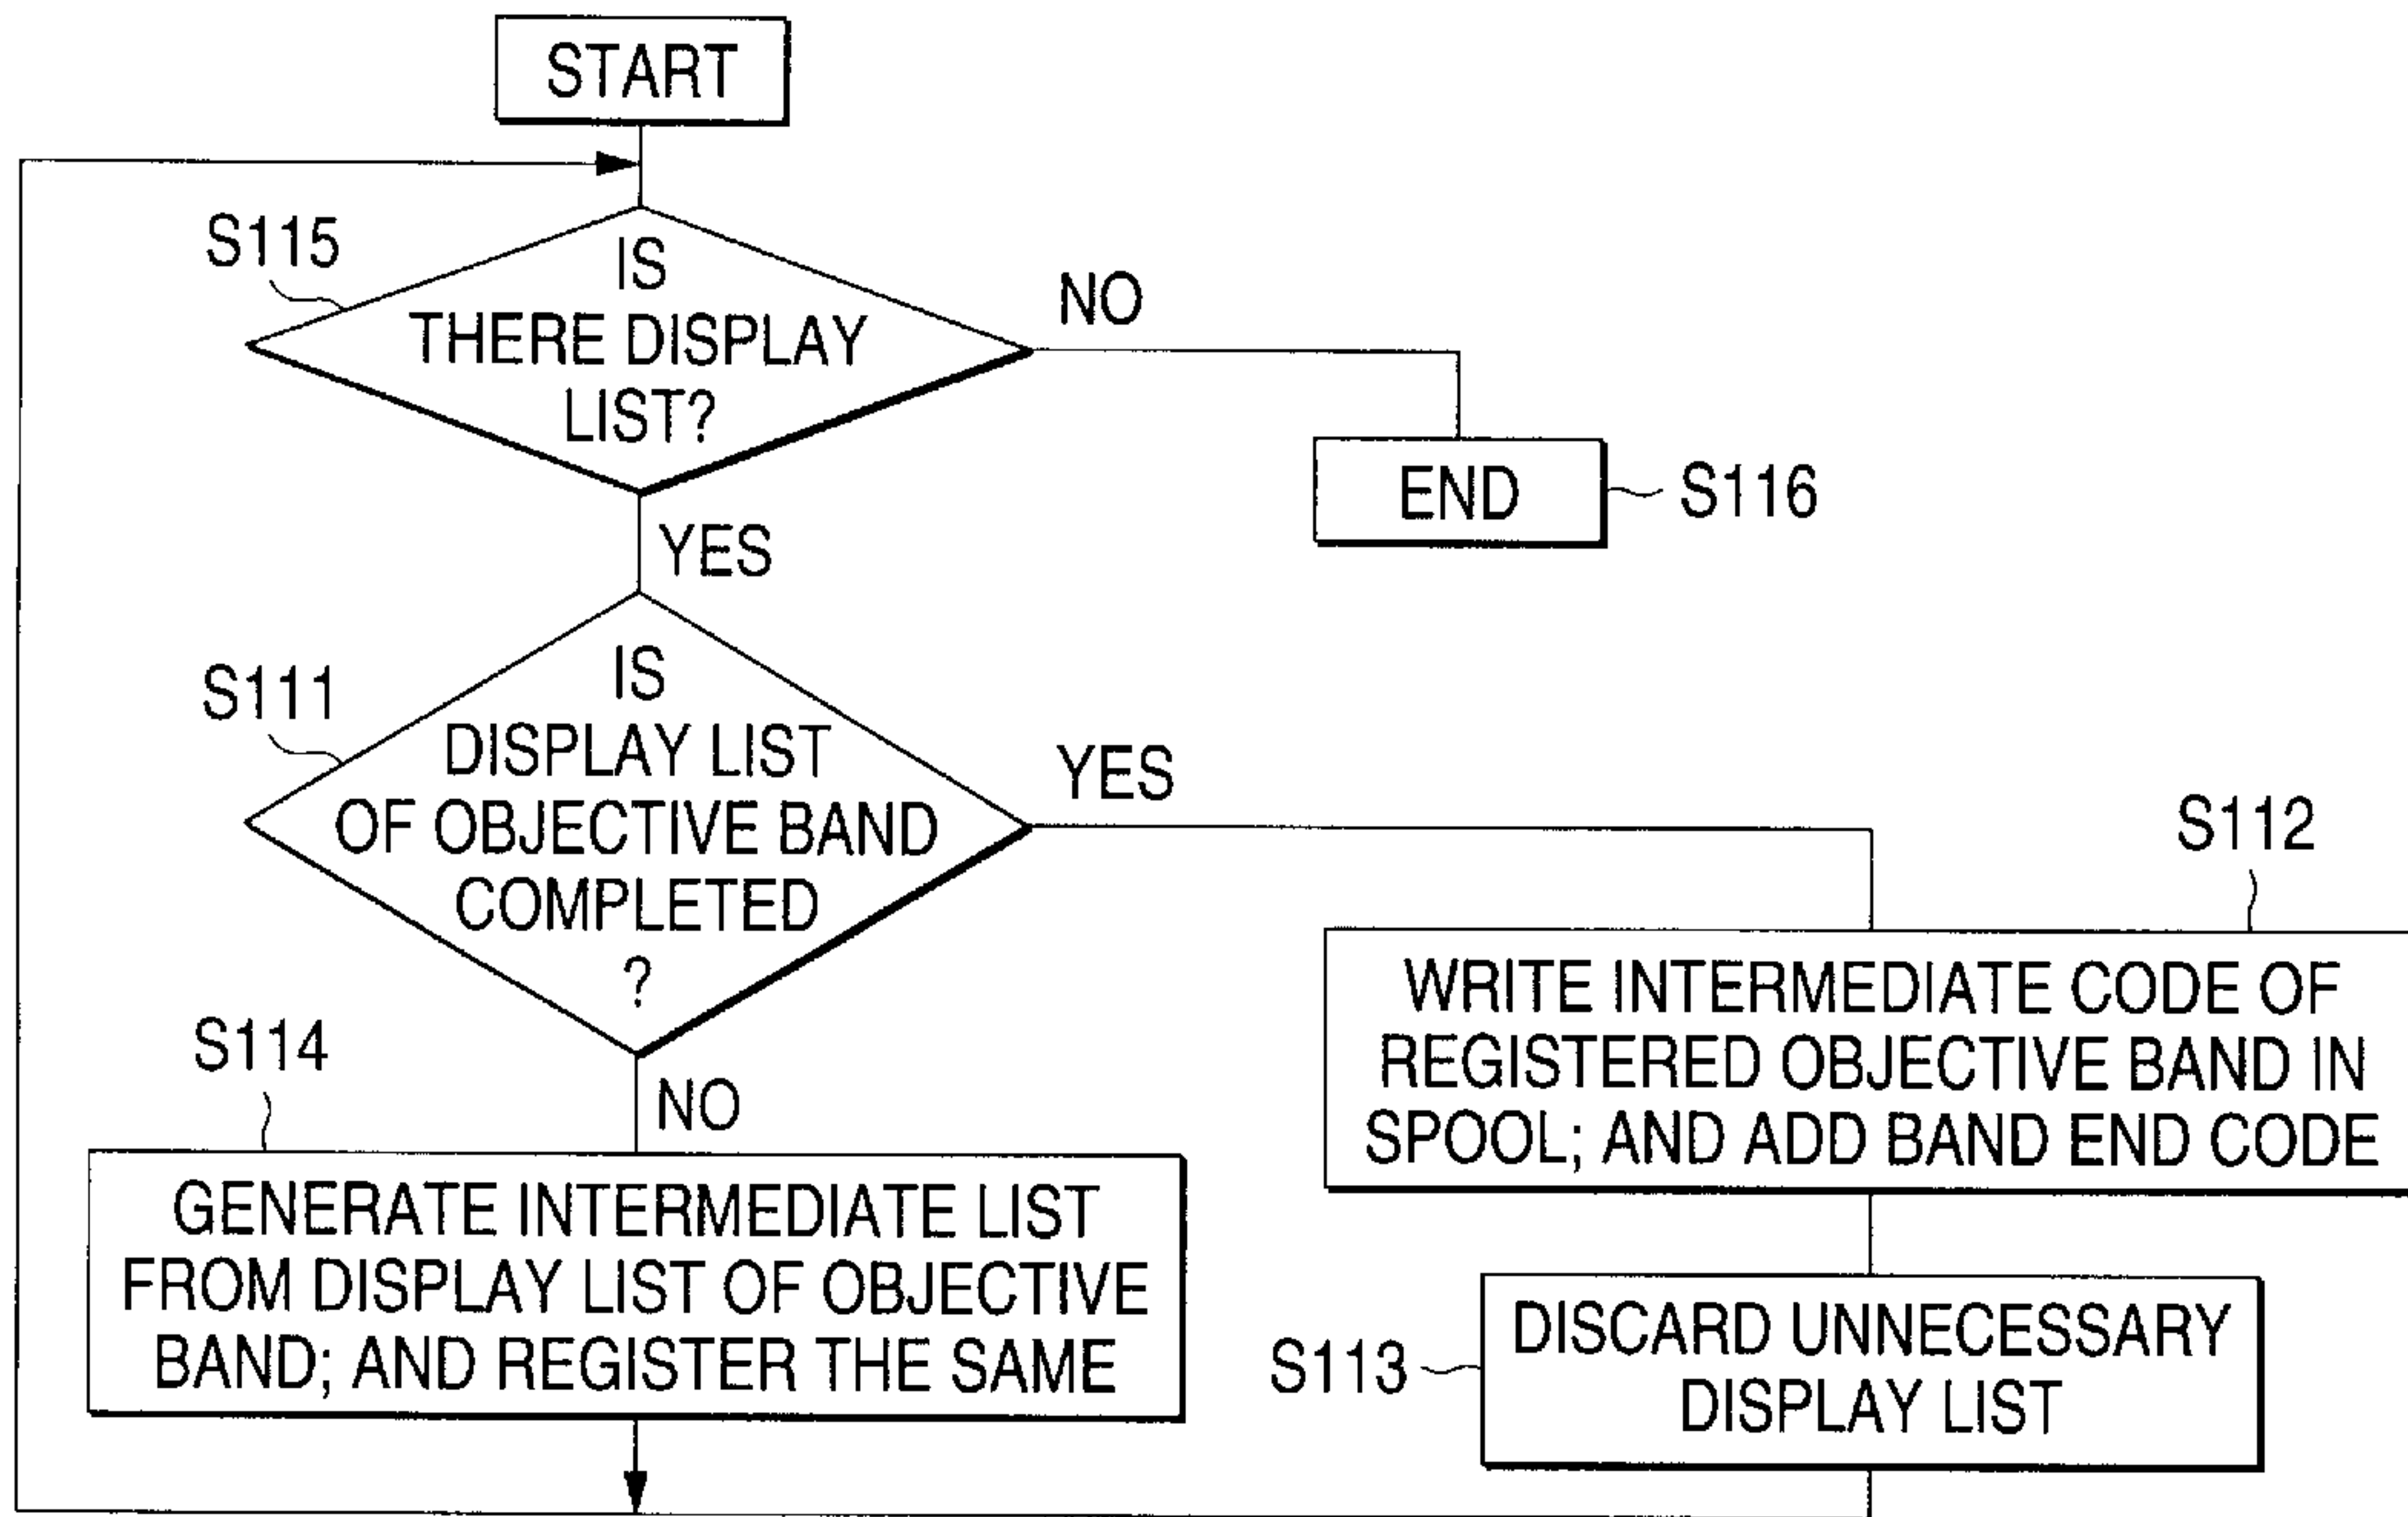 START
S115
IS
THERE DISPLAY
LIST?
NO
END
S116
YES
S111
IS
DISPLAY LIST
OF OBJECTIVE BAND
COMPLETED
?
YES
S112
WRITE INTERMEDIATE CODE OF
REGISTERED OBJECTIVE BAND IN
SPOOL; AND ADD BAND END CODE
S114
NO
GENERATE INTERMEDIATE LIST
FROM DISPLAY LIST OF OBJECTIVE
BAND; AND REGISTER THE SAME
S113
DISCARD UNNECESSARY
DISPLAY LIST